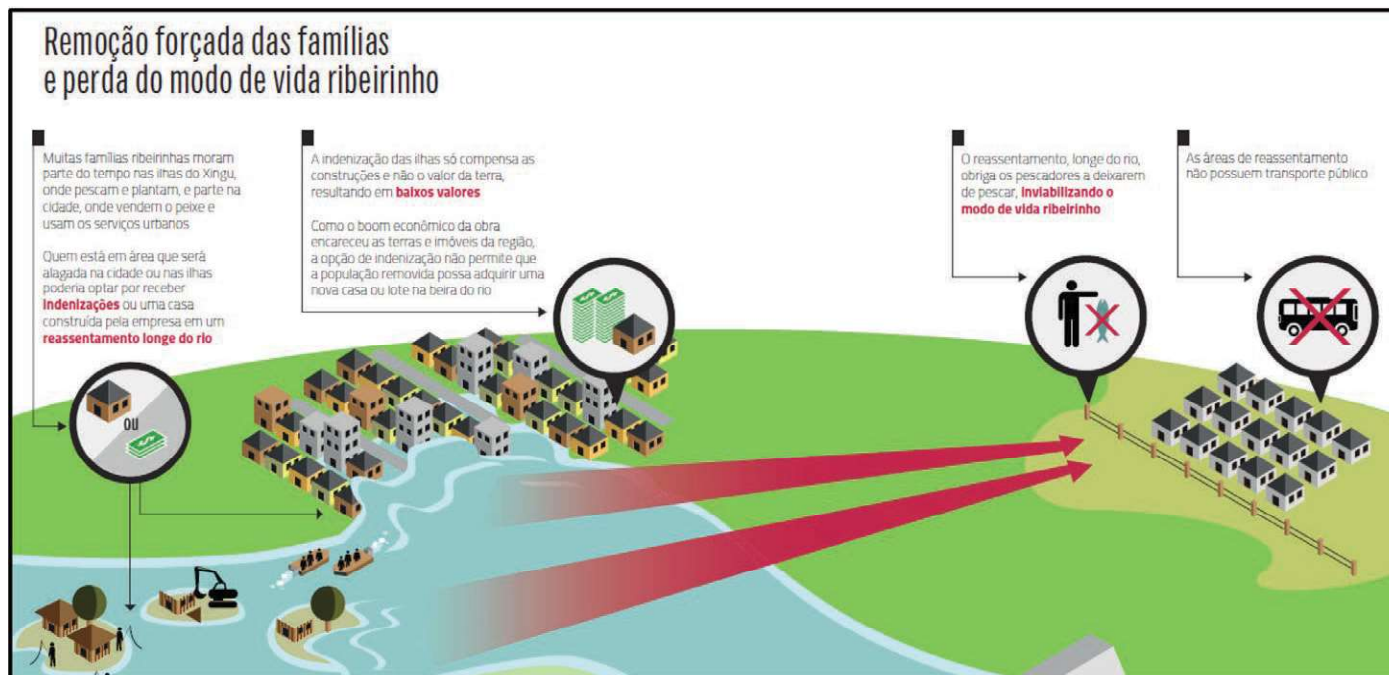 Remoção forçada das famílias
e perda do modo de vida ribeirinho
Muitas famílias ribeirinhas moram
parte do tempo nas ilhas do Xingu,
onde pescam e plantam, e parte na
cidade, onde vendem o peixe e
usam os serviços urbanos
Quem está em área que será
alagada na cidade ou nas ilhas
poderia optar por receber
indenizações ou uma casa
construída pela empresa em um
reassentamento longe do rio
OU
A indenização das ilhas só compensa as
construções e não o valor da terra,
resultando em baixos valores
Como o boom econômico da obra
encareceu as terras e imóveis da região,
a opção de indenização não permite que
a população removida possa adquirir uma
nova casa ou lote na beira do rio
O reassentamento, longe do rio,
obriga os pescadores a deixarem
de pescar, inviabilizando o
modo de vida ribeirinho
As áreas de reassentamento
não possuem transporte público